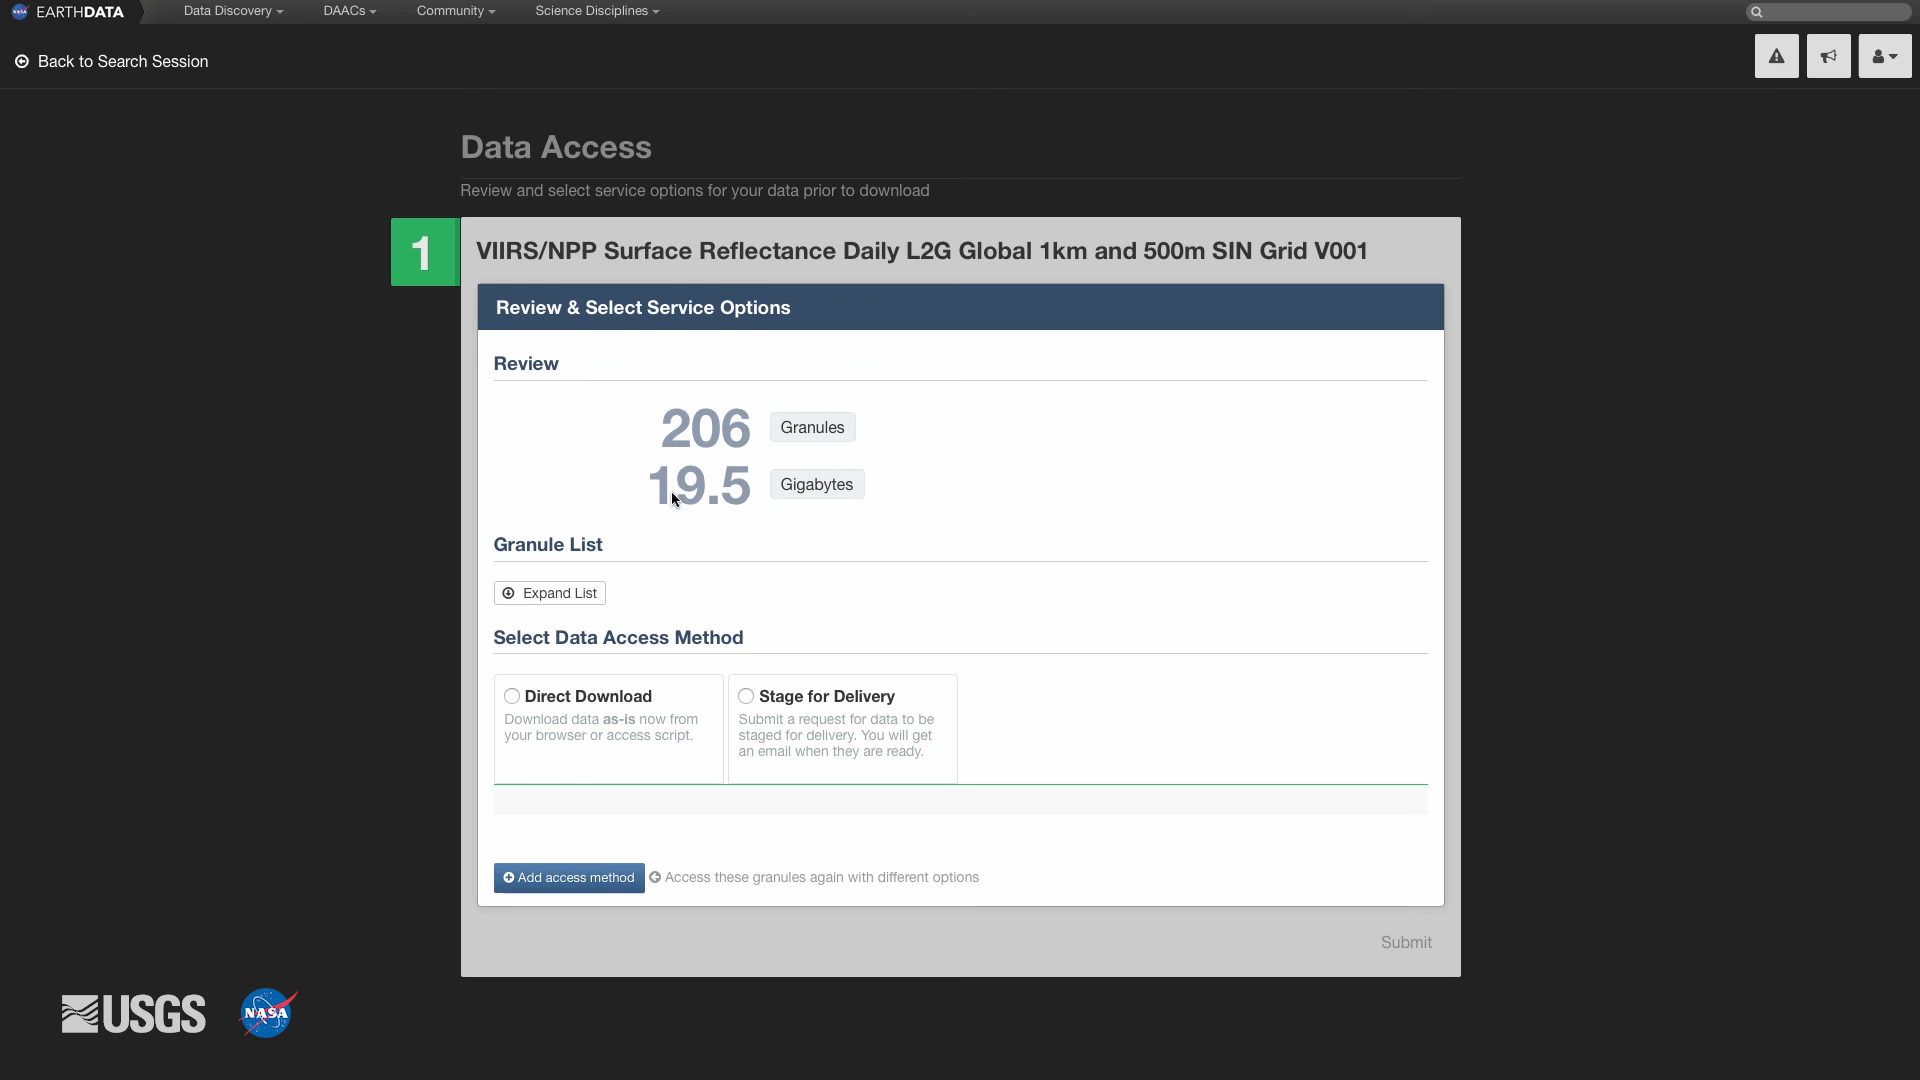 EARTHDATA
Data Discovery
DAACs
Community
Science Disciplines
Back to Search Session
Data Access
Review and select service options for your data prior to download
1
VIIRS/NPP Surface Reflectance Daily L2G Global 1km and 500m SIN Grid V001
Review & Select Service Options
Review
206 Granules
19.5 Gigabytes
Granule List
Expand List
Select Data Access Method
Direct Download
Download data as-is now from
your browser or access script.
Stage for Delivery
Submit a request for data to be
staged for delivery. You will get
an email when they are ready.
Add access method
Access these granules again with different options
Submit
USGS
NASA